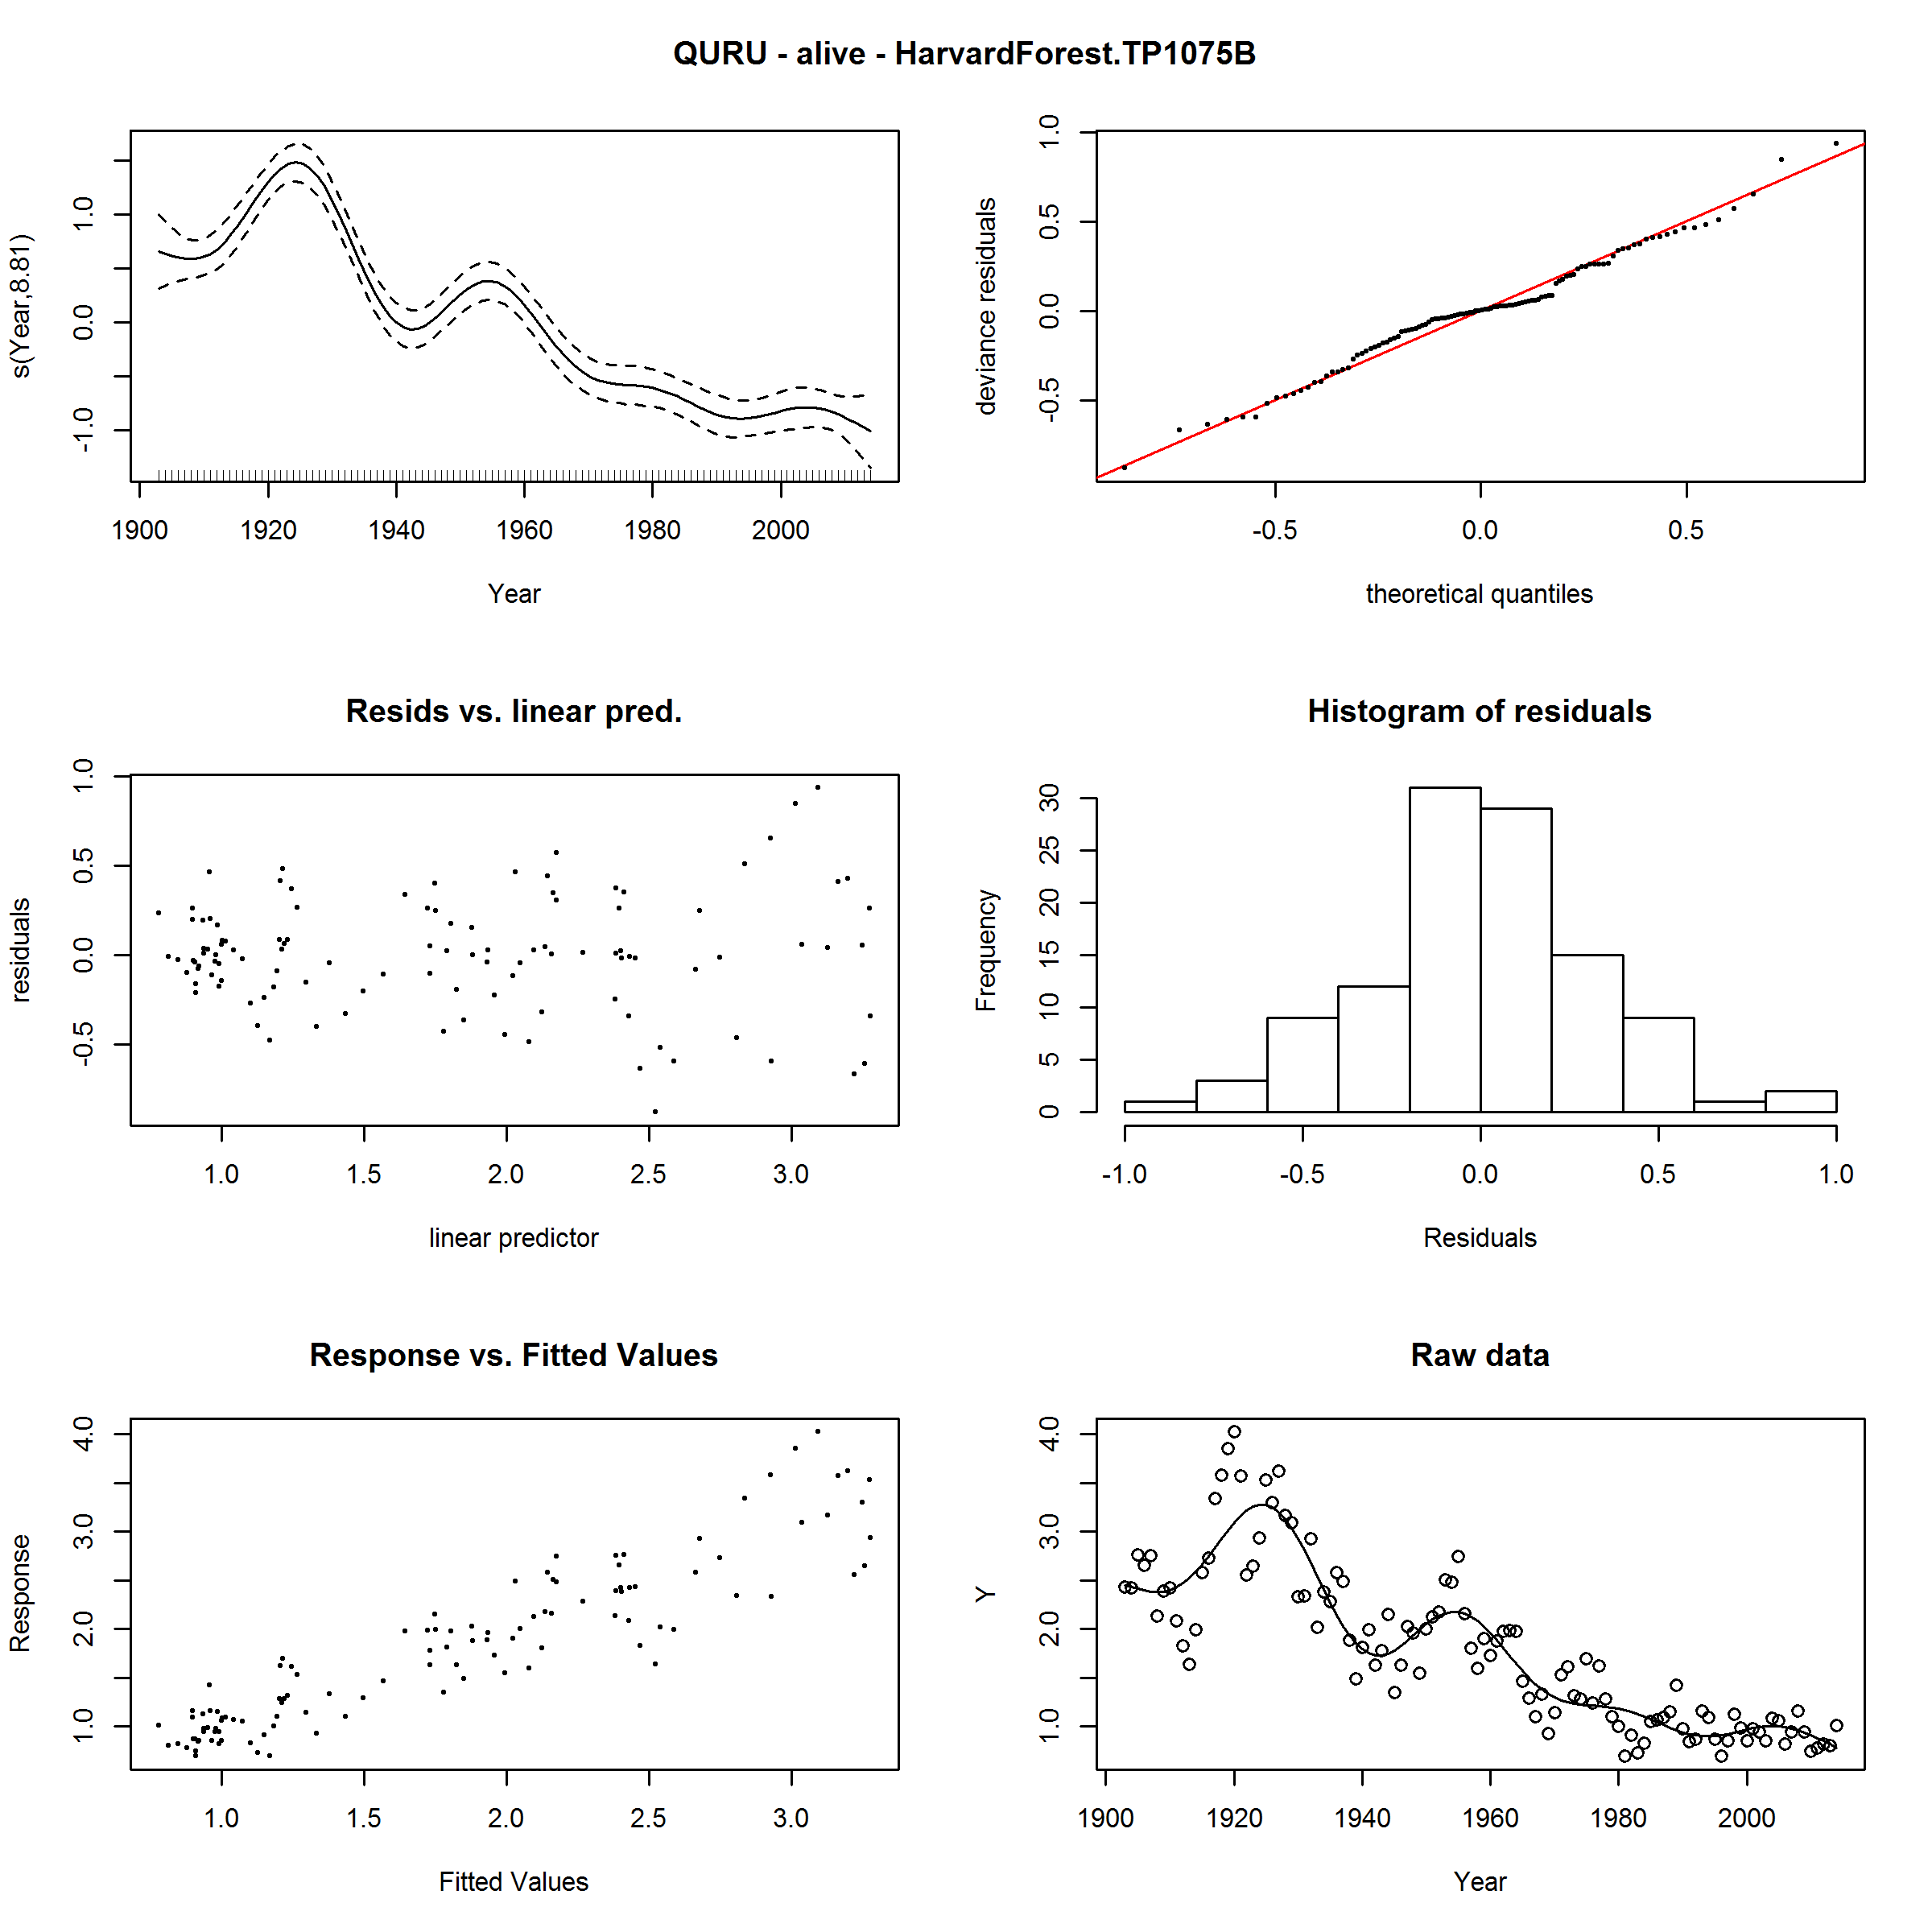 QURU - alive - HarvardForest.TP1075B
s(Year,8.81)
-1.0 0.0 1.0
1900 1920 1940 1960 1980 2000
Year
deviance residuals
-0.5 0.0 0.5 1.0
-0.5 0.0 0.5
theoretical quantiles
Resids vs. linear pred.
residuals
-0.5 0.0 0.5 1.0
1.0 1.5 2.0 2.5 3.0
linear predictor
Histogram of residuals
Frequency
0 5 10 15 20 25 30
-1.0 -0.5 0.0 0.5 1.0
Residuals
Response vs. Fitted Values
Response
1.0 2.0 3.0 4.0
1.0 1.5 2.0 2.5 3.0
Fitted Values
Raw data
Y
1.0 2.0 3.0 4.0
1900 1920 1940 1960 1980 2000
Year